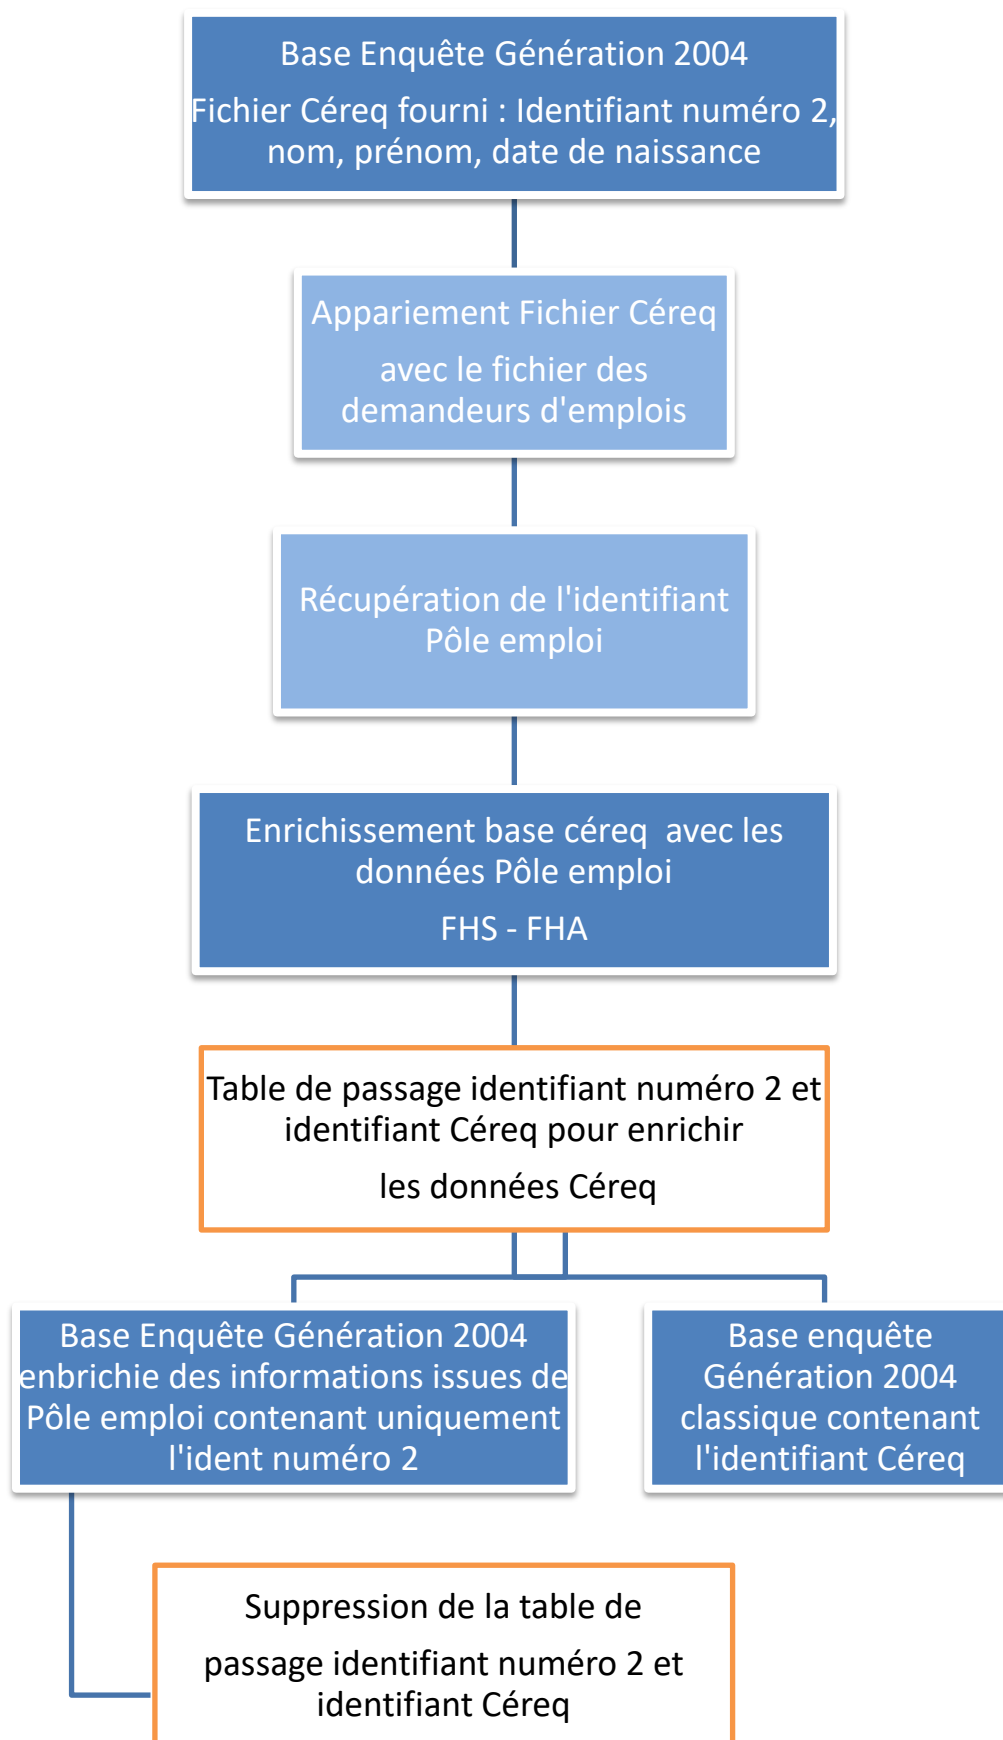 Base Enquête Génération 2004
Fichier Céreq fourni : Identifiant numéro 2,
nom, prénom, date de naissance
Appariement Fichier Céreq
avec le fichier des
demandeurs d'emplois
Récupération de l'identifiant
Pôle emploi
Enrichissement base céreq avec les
données Pôle emploi
FHS - FHA
Table de passage identifiant numéro 2 et
identifiant Céreq pour enrichir
les données Céreq
Base Enquête Génération 2004
enbrichie des informations issues de
Pôle emploi contenant uniquement
l'ident numéro 2
Base enquête
Génération 2004
classique contenant
l'identifiant Céreq
Suppression de la table de
passage identifiant numéro 2 et
identifiant Céreq